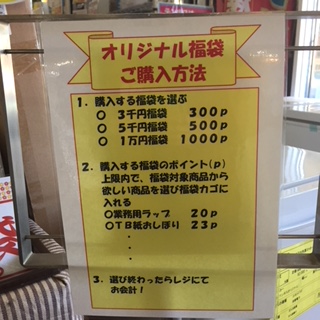 オリジナル福袋
ご購入方法
1．購入する福袋を選ぶ
〇 3千円福袋 300p
〇 5千円福袋 500p
〇 1万円福袋 1000p
2．購入する福袋のポイント(p)
上限内で、福袋対象商品から
欲しい商品を選び福袋カゴに
入れる
〇業務用ラップ 20p
〇TB紙おしぼり 23p
・
・
・
3．選び終わったらレジにて
お会計！